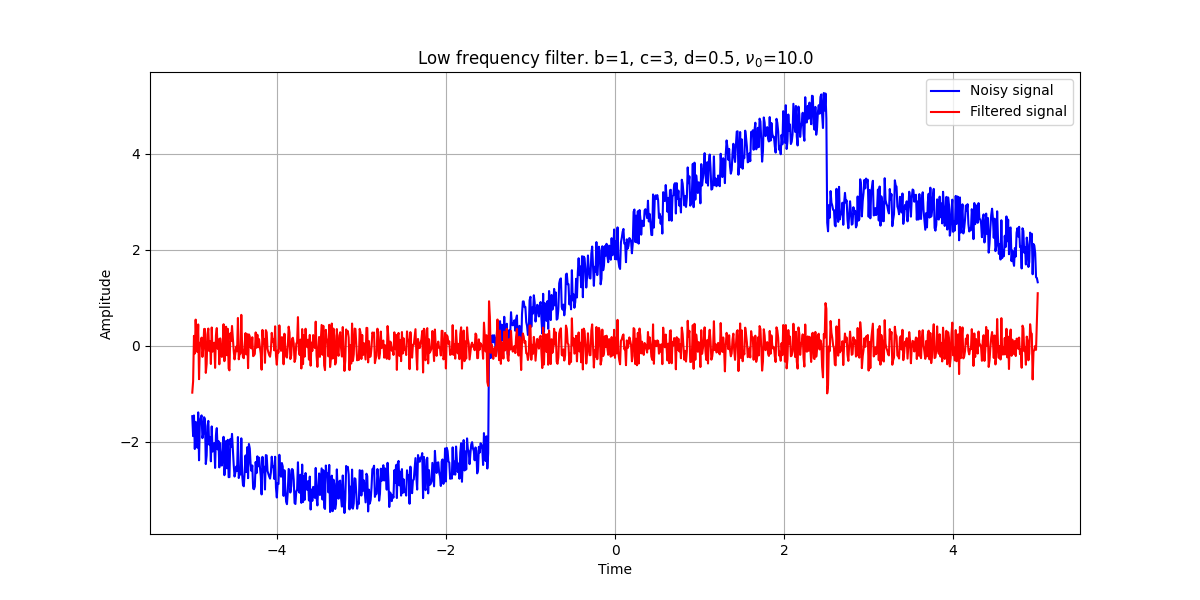 Low frequency filter. b=1, c=3, d=0.5, ν₀=10.0
Noisy signal
Filtered signal
Amplitude
4
2
0
−2
−4
−2
0
2
4
Time